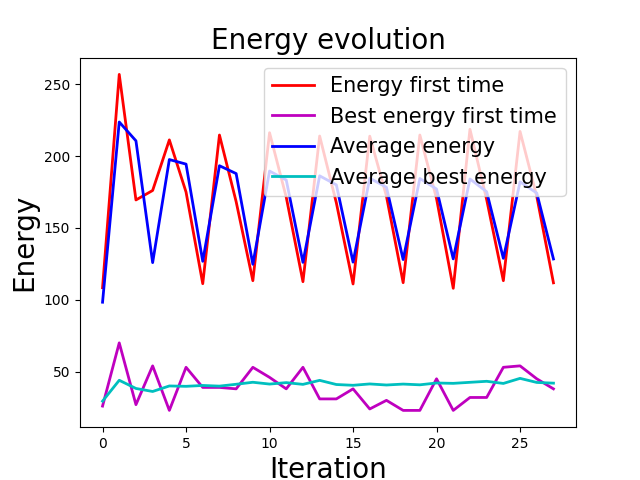 Energy evolution
Energy first time
Best energy first time
Average energy
Average best energy
Energy
250
200
150
100
50
0 5 10 15 20 25
Iteration